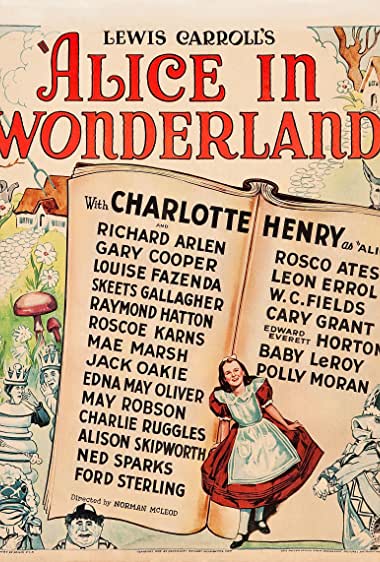 LEWIS CARROLL'S
'ALICE IN
WONDERLAND
With CHARLOTTE HENRY as "ALI
AND
RICHARD ARLEN
GARY COOPER
LOUISE FAZENDA
SKEETS GALLAGHER
RAYMOND HATTON
ROSCOE KARNS
MAE MARSH
JACK OAKIE
EDNA MAY OLIVER
MAY ROBSON
CHARLIE RUGGLES
ALISON SKIPWORTH
NED SPARKS
FORD STERLING
Directed by NORMAN McLEOD
ROSCO ATES
LEON ERROL
W.C. FIELDS
CARY GRANT
EDWARD EVERETT HORTON
BABY LeROY
POLLY MORAN